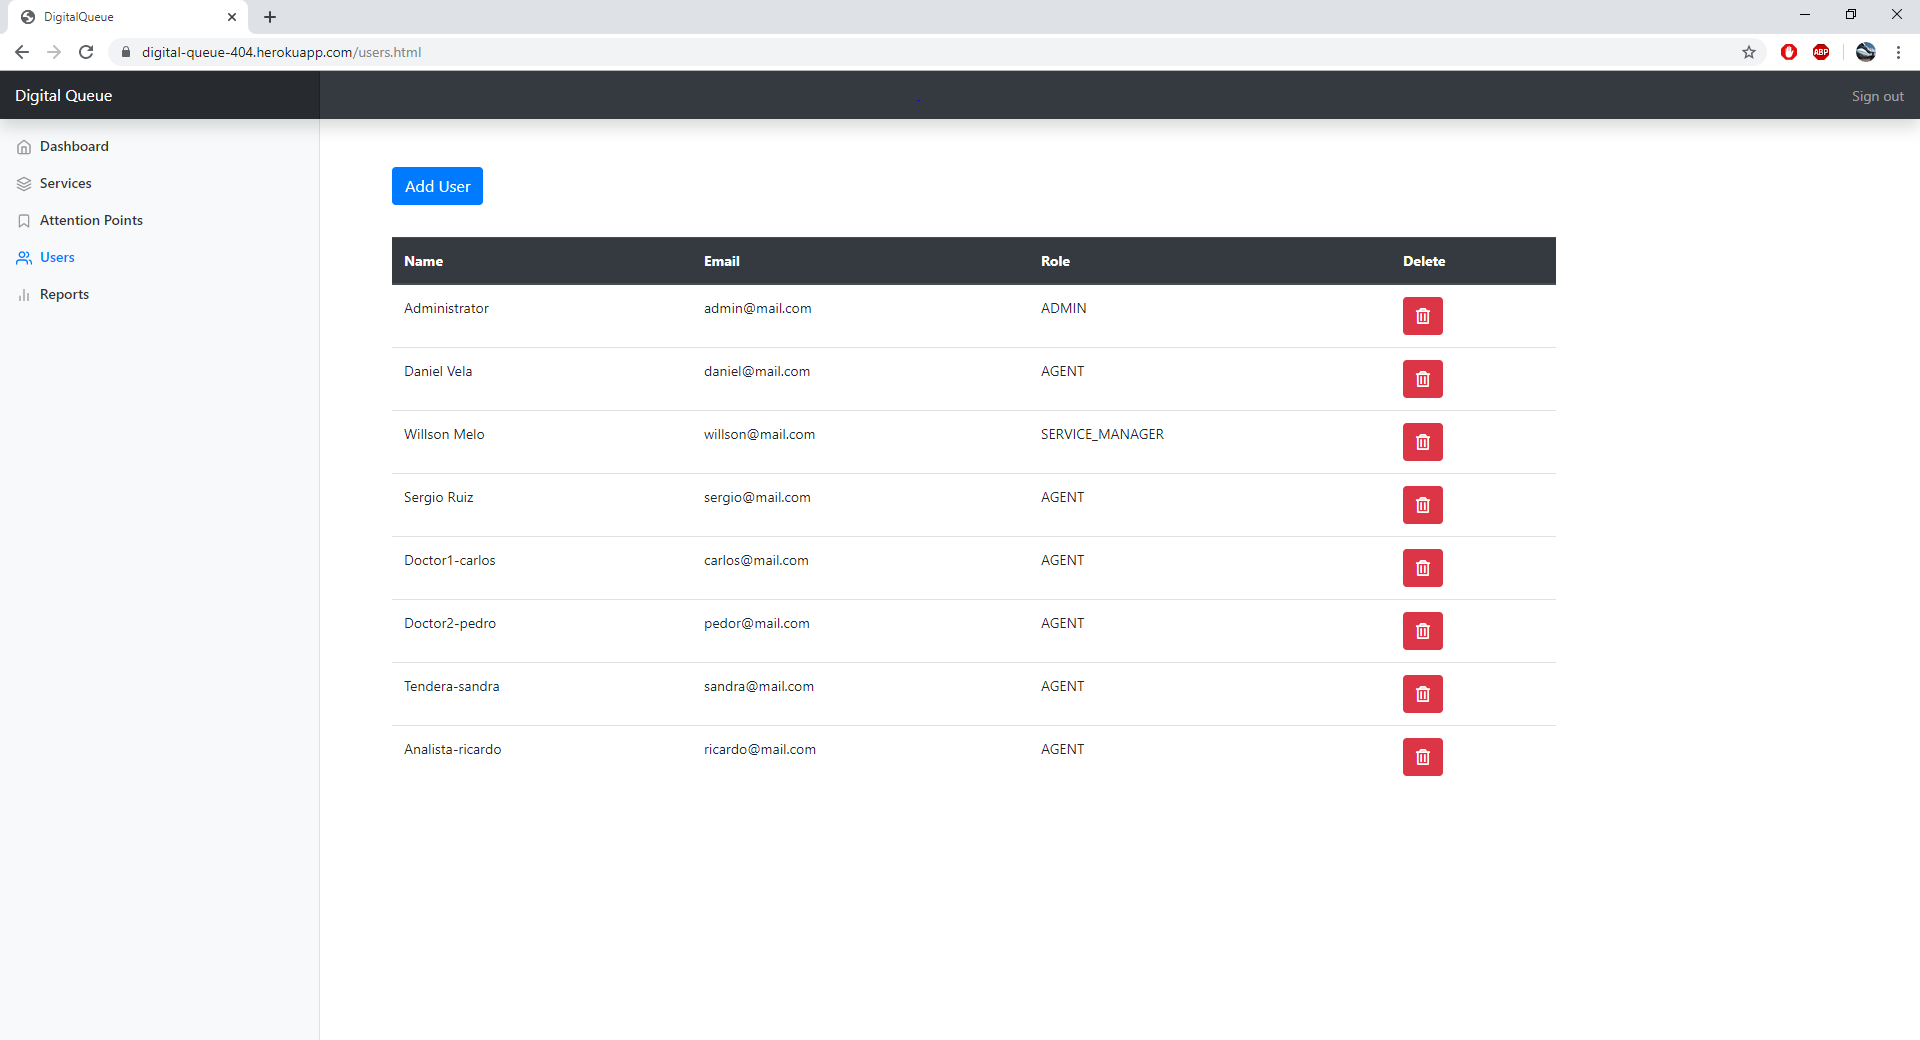 DigitalQueue
digital-queue-404.herokuapp.com/users.html
ABP
Digital Queue
Sign out
Dashboard
Services
Attention Points
Users
Reports
Add User
Name Email Role Delete
Administrator admin@mail.com ADMIN
Daniel Vela daniel@mail.com AGENT
Willson Melo willson@mail.com SERVICE_MANAGER
Sergio Ruiz sergio@mail.com AGENT
Doctor1-carlos carlos@mail.com AGENT
Doctor2-pedro pedor@mail.com AGENT
Tendera-sandra sandra@mail.com AGENT
Analista-ricardo ricardo@mail.com AGENT